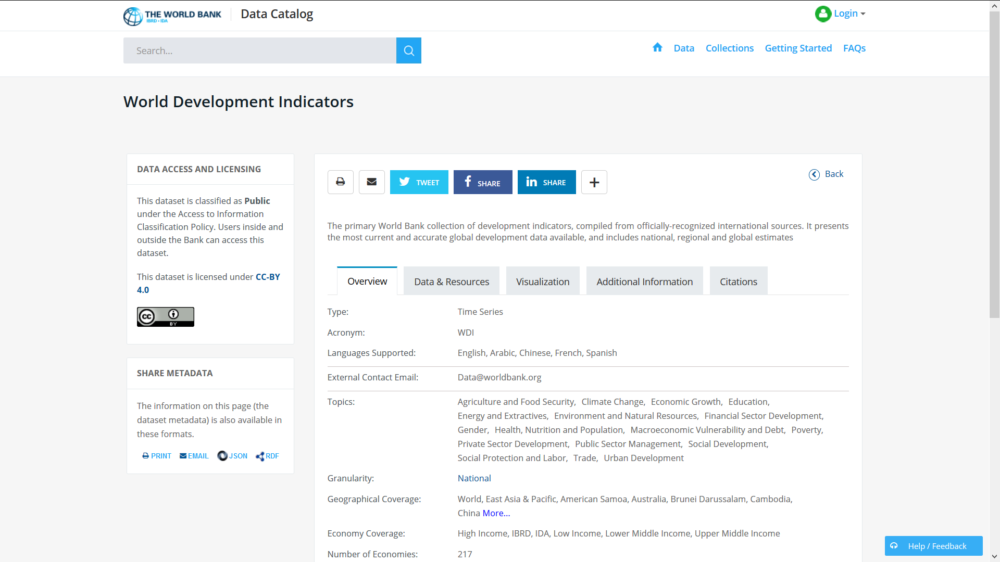 THE WORLD BANK
IBRD • IDA
Data Catalog
Login
Search...
Data
Collections
Getting Started
FAQs
World Development Indicators
DATA ACCESS AND LICENSING
This dataset is classified as Public
under the Access to Information
Classification Policy. Users inside and
outside the Bank can access this
dataset.
This dataset is licensed under CC-BY
4.0
cc
BY
SHARE METADATA
The information on this page (the
dataset metadata) is also available in
these formats.
PRINT
EMAIL
JSON
RDF
TWEET
f SHARE
in SHARE
Back
The primary World Bank collection of development indicators, compiled from officially-recognized international sources. It presents
the most current and accurate global development data available, and includes national, regional and global estimates
Overview
Data & Resources
Visualization
Additional Information
Citations
Type: Time Series
Acronym: WDI
Languages Supported: English, Arabic, Chinese, French, Spanish
External Contact Email: Data@worldbank.org
Topics: Agriculture and Food Security, Climate Change, Economic Growth, Education,
Energy and Extractives, Environment and Natural Resources, Financial Sector Development,
Gender, Health, Nutrition and Population, Macroeconomic Vulnerability and Debt, Poverty,
Private Sector Development, Public Sector Management, Social Development,
Social Protection and Labor, Trade, Urban Development
Granularity: National
Geographical Coverage: World, East Asia & Pacific, American Samoa, Australia, Brunei Darussalam, Cambodia,
China More...
Economy Coverage: High Income, IBRD, IDA, Low Income, Lower Middle Income, Upper Middle Income
Number of Economies: 217
Help / Feedback